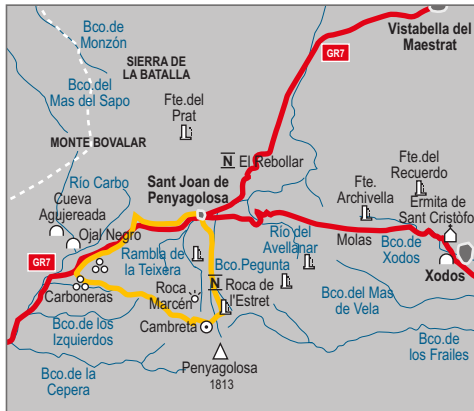 Bco.de
Monzón
SIERRA DE
LA BATALLA
GR7
Vistabella del
Maestrat
Bco.del
Mas del Sapo
Fte.del
Prat
MONTE BOVALAR
N El Rebollar
Río Carbo
Sant Joan de
Penyagolosa
Fte.del
Recuerdo
Fte.
Archivella
Ermita de
Sant Cristòfol
Cueva
Agujereada
Ojal Negro
Rambla de
la Teixera
Río del
Avellanar
Molas
Bco.de
Xodos
Xodos
GR7
Carboneras
Bco.Pegunta
Roca
Marcén
N Roca de
l'Estret
Bco.del Mas
de Vela
Bco.de los
Izquierdos
Cambreta
Bco.de
los Frailes
Bco.de la
Cepera
Penyagolosa
1813